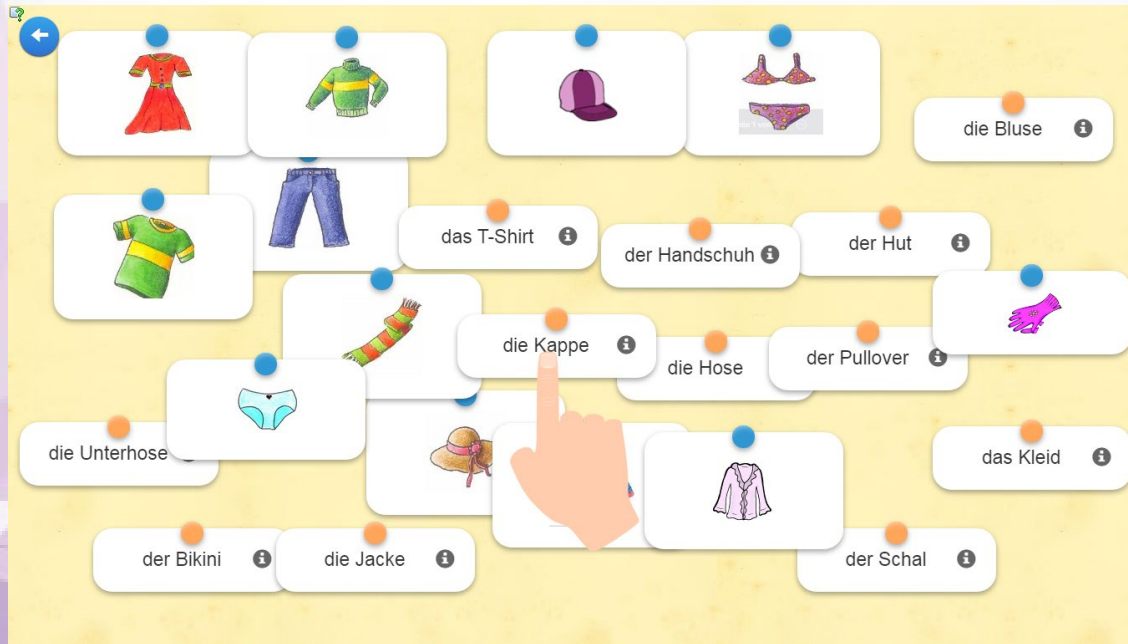 die Bluse
das T-Shirt
der Handschuh
der Hut
die Kappe
die Hose
der Pullover
die Unterhose
das Kleid
der Bikini
die Jacke
der Schal